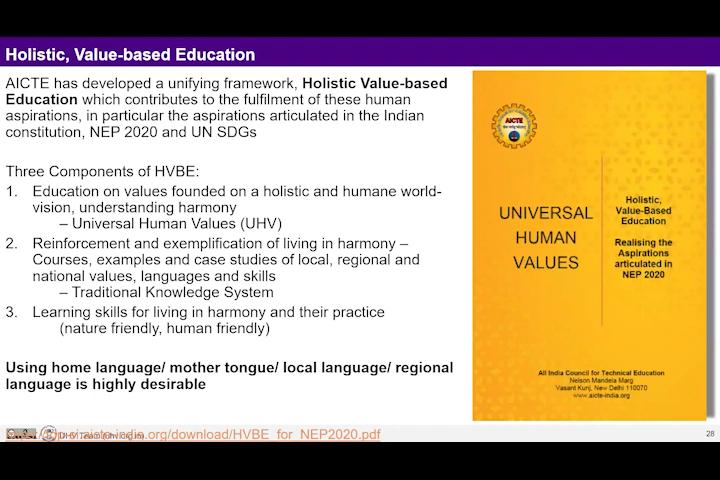 Holistic, Value-based Education
AICTE has developed a unifying framework, Holistic Value-based
Education which contributes to the fulfilment of these human
aspirations, in particular the aspirations articulated in the Indian
constitution, NEP 2020 and UN SDGs
Three Components of HVBE:
1. Education on values founded on a holistic and humane world-
vision, understanding harmony
– Universal Human Values (UHV)
2. Reinforcement and exemplification of living in harmony –
Courses, examples and case studies of local, regional and
national values, languages and skills
– Traditional Knowledge System
3. Learning skills for living in harmony and their practice
(nature friendly, human friendly)
Using home language/ mother tongue/ local language/ regional
language is highly desirable
AICTE
UNIVERSAL
HUMAN
VALUES
Holistic,
Value-Based
Education
Realising the
Aspirations
articulated in
NEP 2020
All India Council for Technical Education
Nelson Mandela Marg
Vasant Kunj, New Delhi 110070
www.aicte-india.org
aicte-india.org/download/HVBE_for_NEP2020.pdf
28